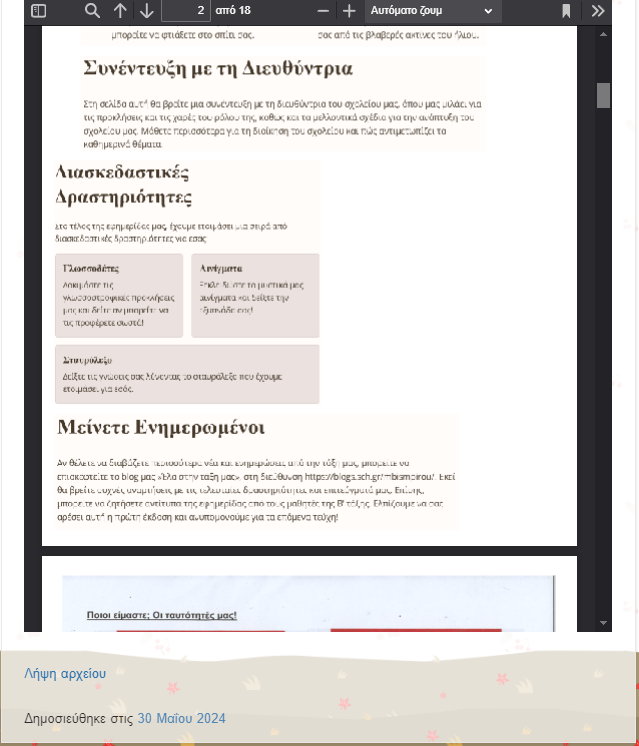 2 από 18 Αυτόματο ζουμ
μπορείτε να φτιάξετε στο σπίτι σας.
σας από τις βλαβερές ακτίνες του ήλιου.
Συνέντευξη με τη Διευθύντρια
Στη σελίδα αυτή θα βρείτε μια συνέντευξη με τη διευθύντρια του σχολείου μας, όπου μας μιλάει για
τις προκλήσεις και τις χαρές του ρόλου της, καθώς και τα μελλοντικά σχέδια για την ανάπτυξη του
σχολείου μας. Μάθετε περισσότερα για τη διοίκηση του σχολείου και πώς αντιμετωπίζει τα
καθημερινά θέματα.
Διασκεδαστικές
Δραστηριότητες
Στο τέλος της εφημερίδας μας, έχουμε ετοιμάσει μια σειρά από
διασκεδαστικές δραστηριότητες για εσάς
Γλωσσοδέτες
Δοκιμάστε τις
γλωσσοστροφικές προκλήσεις
μας και δείτε αν μπορείτε να
τις προφέρετε σωστά!
Αινίγματα
Ξεκλειδώστε τα μυστικά μας
αινίγματα και δείξτε την
εξυπνάδα σας!
Σταυρόλεξο
Δείξτε τις γνώσεις σας λύνοντας το σταυρόλεξο που έχουμε
ετοιμάσει για εσάς.
Μείνετε Ενημερωμένοι
Αν θέλετε να διαβάζετε περισσότερα νέα και ενημερώσεις από την τάξη μας, μπορείτε να
επισκεφτείτε το blog μας «Έλα στην τάξη μας», στη διεύθυνση https://blogs.sch.gr/mbismpirou/. Εκεί
θα βρείτε συχνές αναρτήσεις με τις τελευταίες δραστηριότητες και επιτεύγματά μας. Επίσης,
μπορείτε να ζητήσετε αντίτυπα της εφημερίδας από τους μαθητές της Β' τάξης. Ελπίζουμε να σας
αρέσει αυτή η πρώτη έκδοση και ανυπομονούμε για τα επόμενα τεύχη!
Ποιοι είμαστε; Οι ταυτότητές μας!
Λήψη αρχείου
Δημοσιεύθηκε στις 30 Μαΐου 2024